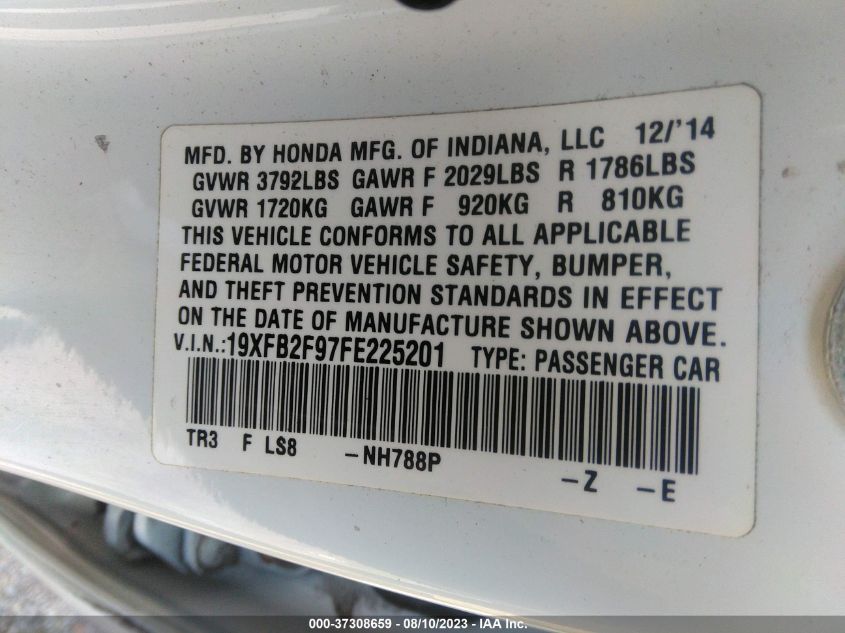 MFD. BY HONDA MFG. OF INDIANA, LLC 12/'14
GVWR 3792LBS GAWR F 2029LBS R 1786LBS
GVWR 1720KG GAWR F 920KG R 810KG
THIS VEHICLE CONFORMS TO ALL APPLICABLE
FEDERAL MOTOR VEHICLE SAFETY, BUMPER,
AND THEFT PREVENTION STANDARDS IN EFFECT
ON THE DATE OF MANUFACTURE SHOWN ABOVE.
V.I.N.:19XFB2F97FE225201 TYPE: PASSENGER CAR
TR3 F LS8 -NH788P -Z -E
000-37308659 - 08/10/2023 - IAA Inc.